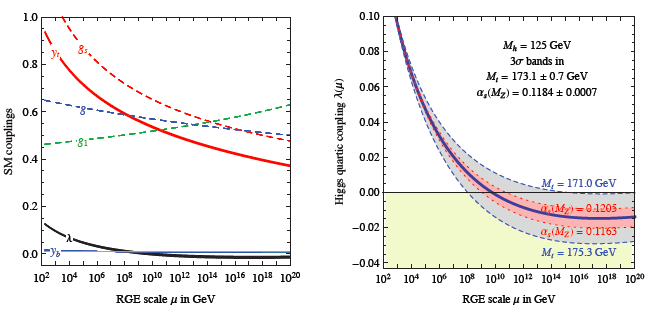 1.0
0.8
0.6
0.4
0.2
0.0
SM couplings
y_t
g_s
g
g_1
λ
y_b
10^2 10^4 10^6 10^8 10^10 10^12 10^14 10^16 10^18 10^20
RGE scale μ in GeV
0.10
0.08
0.06
0.04
0.02
0.00
−0.02
−0.04
Higgs quartic coupling λ(μ)
M_h = 125 GeV
3σ bands in
M_t = 173.1 ± 0.7 GeV
α_s(M_Z) = 0.1184 ± 0.0007
M_t = 171.0 GeV
α_s(M_Z) = 0.1205
α_s(M_Z) = 0.1163
M_t = 175.3 GeV
10^2 10^4 10^6 10^8 10^10 10^12 10^14 10^16 10^18 10^20
RGE scale μ in GeV